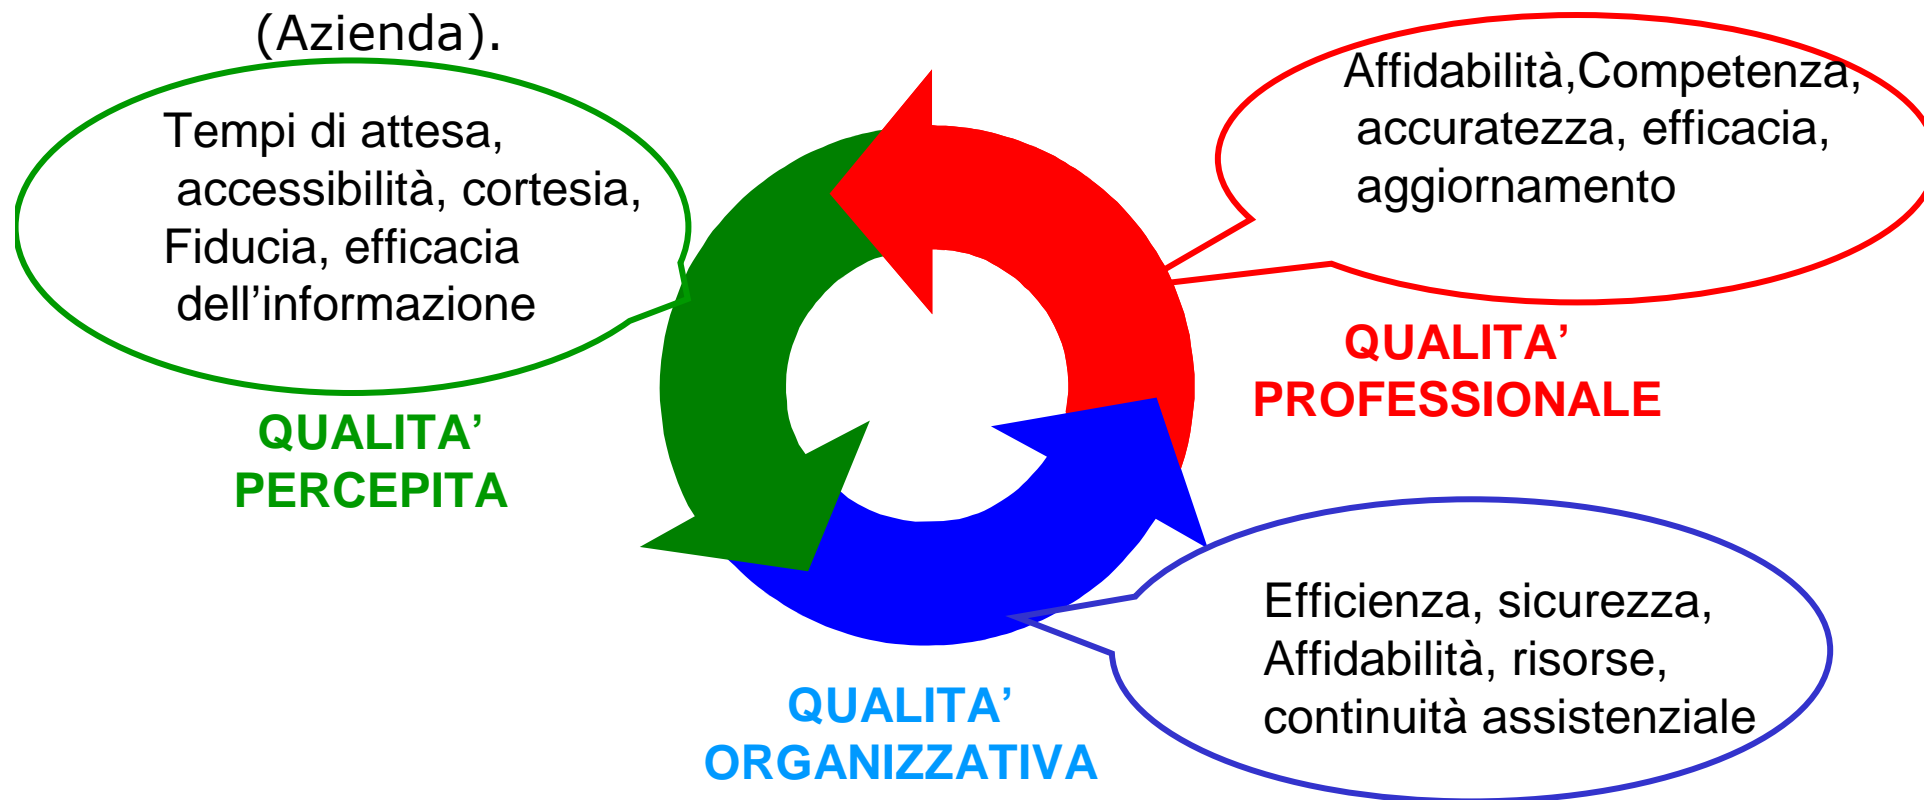 (Azienda).
Tempi di attesa,
accessibilità, cortesia,
Fiducia, efficacia
dell’informazione
QUALITA’
PERCEPITA
Affidabilità,Competenza,
accuratezza, efficacia,
aggiornamento
QUALITA’
PROFESSIONALE
Efficienza, sicurezza,
Affidabilità, risorse,
continuità assistenziale
QUALITA’
ORGANIZZATIVA